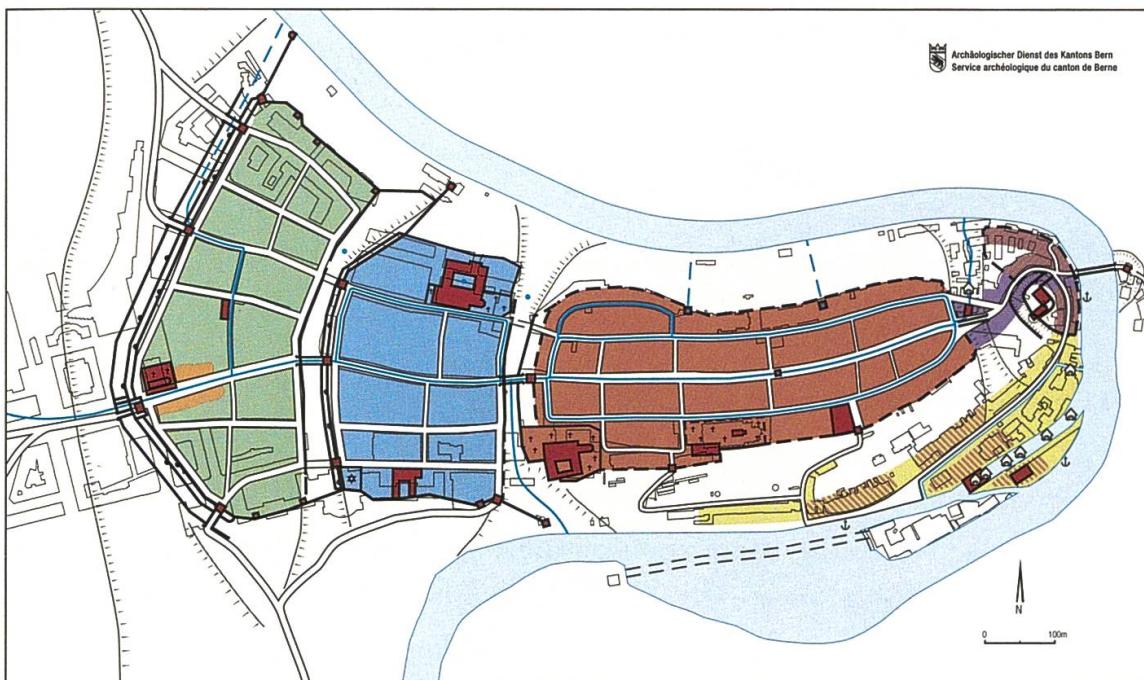 Archäologischer Dienst des Kantons Bern
Service archéologique du canton de Berne
N
0 100m